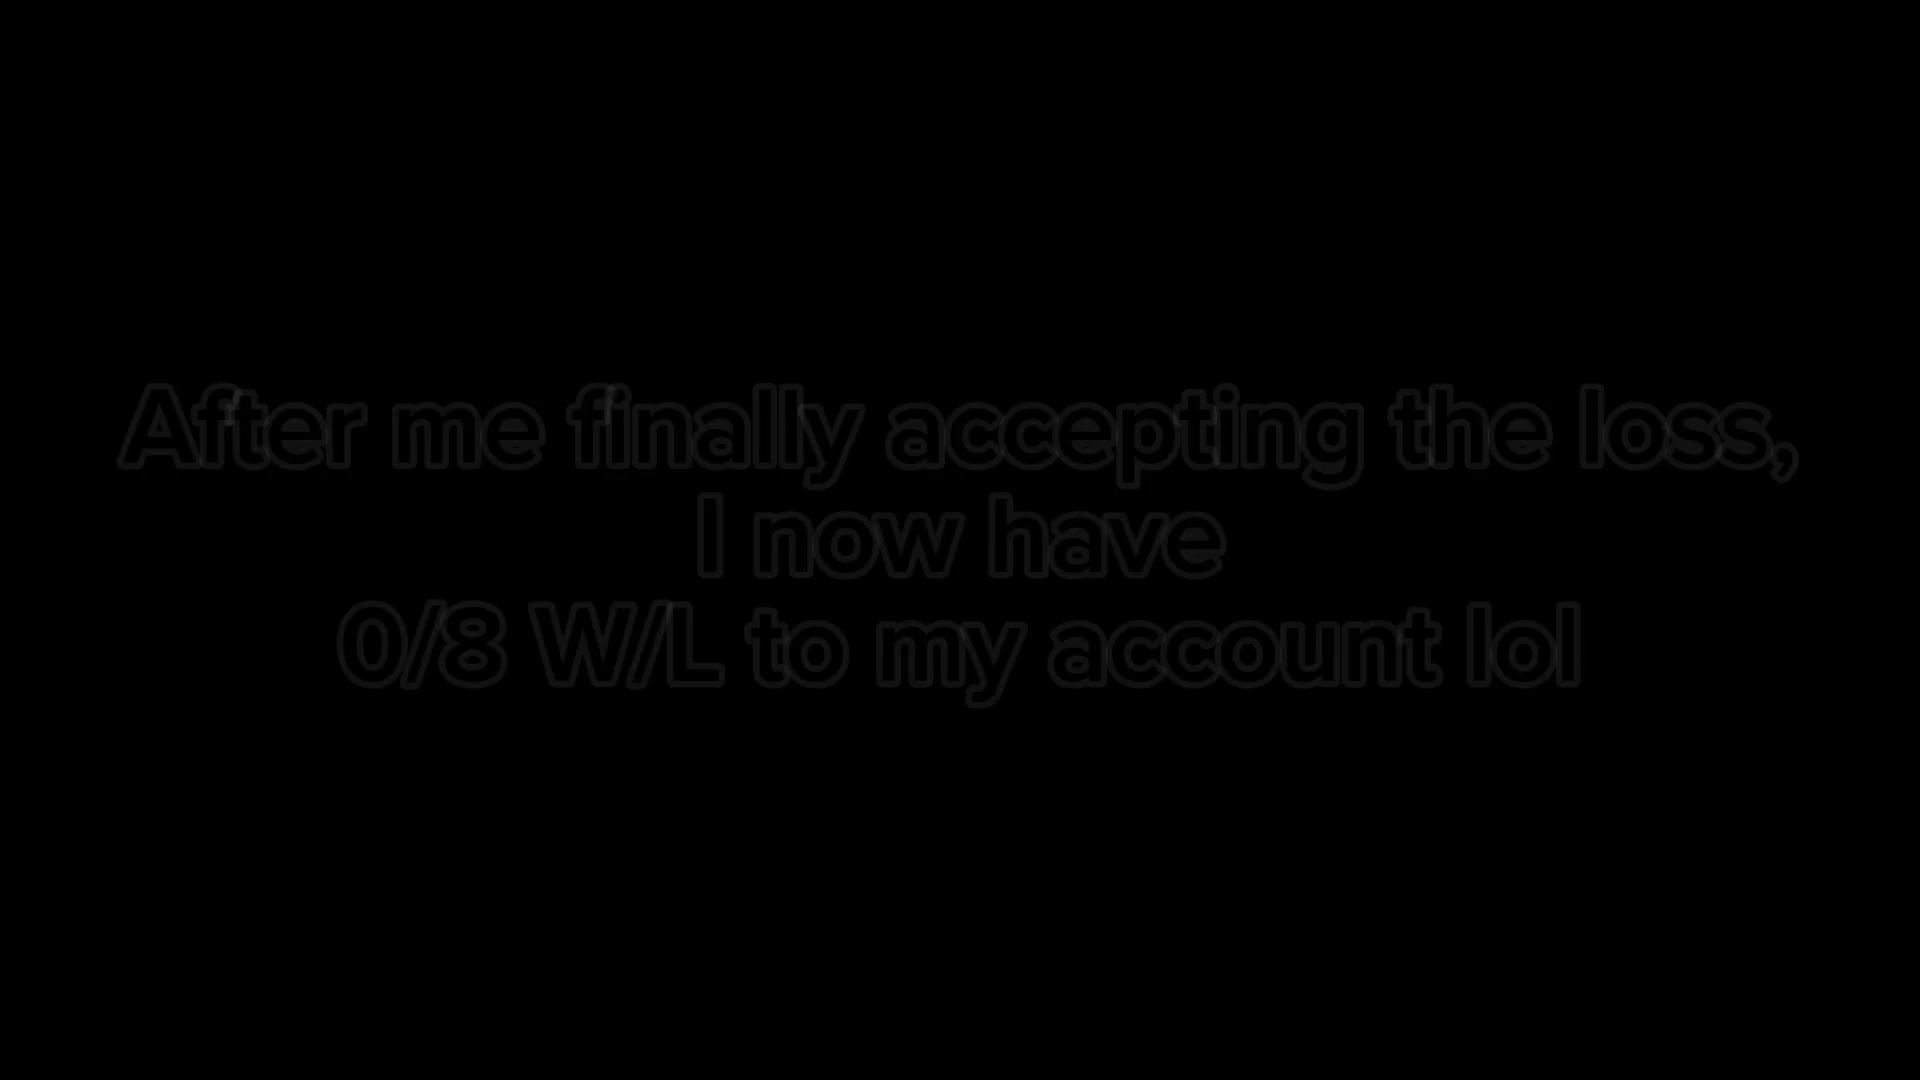 After me finally accepting the loss,
I now have
0/8 W/L to my account lol